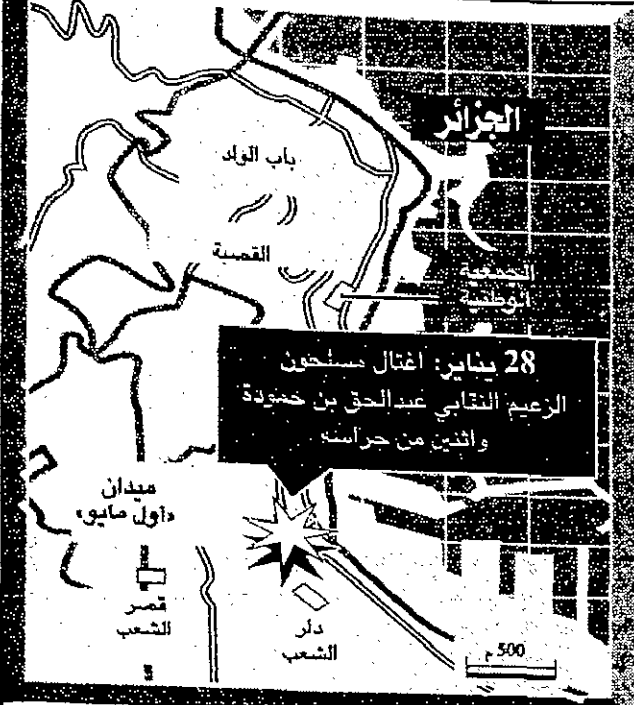 الجزائر
باب الواد
القصبة
الجمعية
الوطنية
28 يناير: اغتال مسلحون
الزعيم النقابي عبدالحق بن حمودة
واثنين من حراسه
ميدان
«أول مايو»
قصر
الشعب
دار
الشعب
500 م